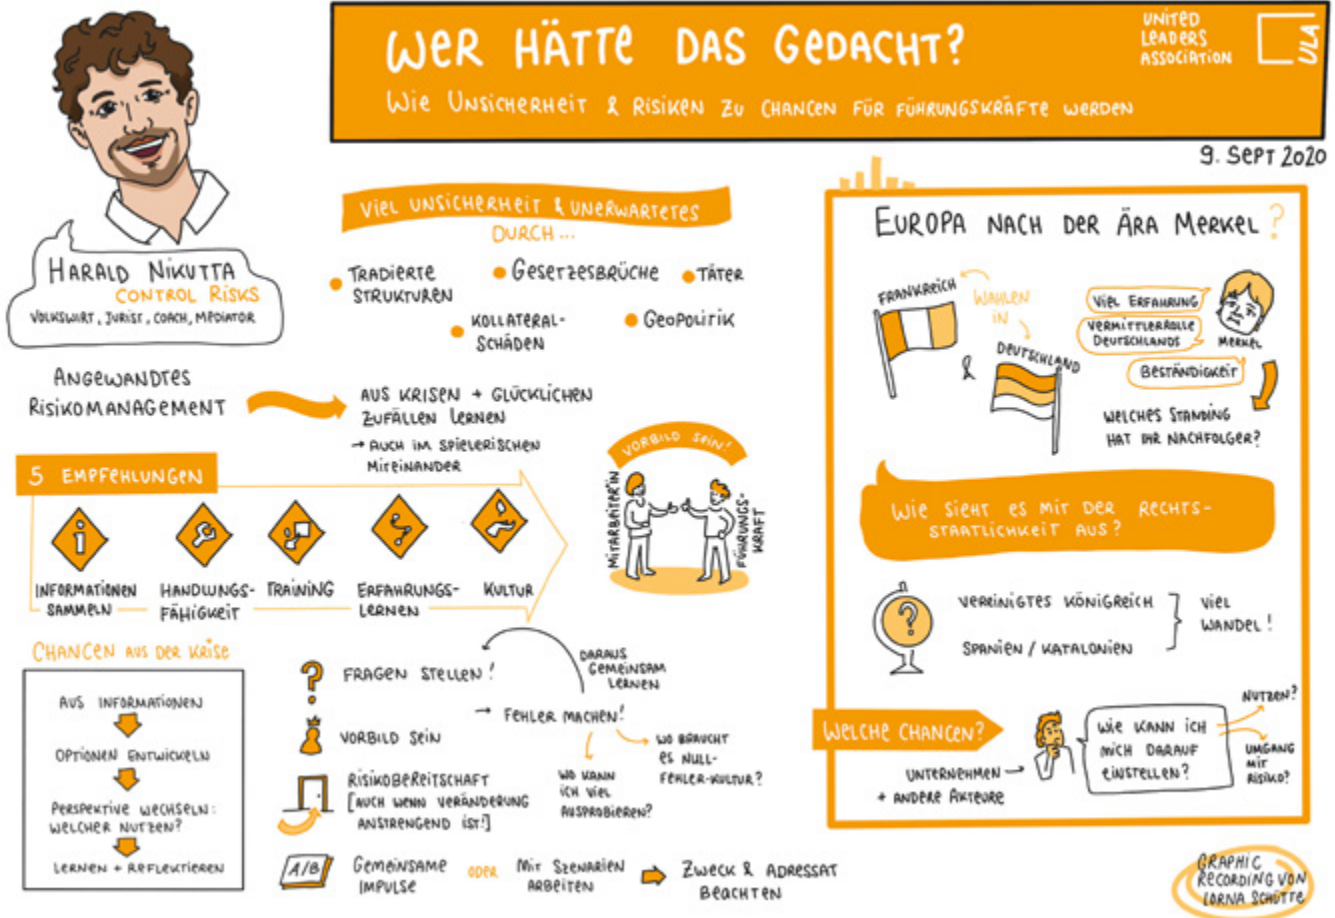 WER HÄTTE DAS GEDACHT?
WIE UNSICHERHEIT & RISIKEN ZU CHANCEN FÜR FÜHRUNGSKRÄFTE WERDEN
UNITED
LEADERS
ASSOCIATION
ULA
9. SEPT 2020
HARALD NIKUTTA
CONTROL RISKS
VOLKSWIRT, JURIST, COACH, MEDIATOR
VIEL UNSICHERHEIT & UNERWARTETES
DURCH...
TRADIERTE
STRUKTUREN
GESETZESBRÜCHE
TÄTER
KOLLATERAL-
SCHÄDEN
GEOPOLITIK
ANGEWANDTES
RISIKOMANAGEMENT
AUS KRISEN + GLÜCKLICHEN
ZUFÄLLEN LERNEN
→ AUCH IM SPIELERISCHEN
MITEINANDER
5 EMPFEHLUNGEN
i
INFORMATIONEN
SAMMELN
HANDLUNGS-
FÄHIGKEIT
TRAINING
ERFAHRUNGS-
LERNEN
KULTUR
VORBILD SEIN!
MITARBEITER*IN
FÜHRUNGS-
KRAFT
CHANCEN AUS DER KRISE
AUS INFORMATIONEN
OPTIONEN ENTWICKELN
PERSPEKTIVE WECHSELN:
WELCHER NUTZEN?
LERNEN + REFLEKTIEREN
?
FRAGEN STELLEN!
VORBILD SEIN
RISIKOBEREITSCHAFT
[AUCH WENN VERÄNDERUNG
ANSTRENGEND IST!]
A/B
GEMEINSAME
IMPULSE
ODER
MIT SZENARIEN
ARBEITEN
ZWECK & ADRESSAT
BEACHTEN
DARAUS
GEMEINSAM
LERNEN
→ FEHLER MACHEN!
WO KANN
ICH VIEL
AUSPROBIEREN?
WO BRAUCHT
ES NULL-
FEHLER-KULTUR?
EUROPA NACH DER ÄRA MERKEL?
FRANKREICH
WAHLEN
IN
&
DEUTSCHLAND
VIEL ERFAHRUNG
VERMITTLERROLLE
DEUTSCHLANDS
BESTÄNDIGKEIT
MERKEL
WELCHES STANDING
HAT IHR NACHFOLGER?
WIE SIEHT ES MIT DER RECHTS-
STAATLICHKEIT AUS?
?
VEREINIGTES KÖNIGREICH
SPANIEN / KATALONIEN
VIEL
WANDEL!
WELCHE CHANCEN?
UNTERNEHMEN →
+ ANDERE AKTEURE
WIE KANN ICH
MICH DARAUF
EINSTELLEN?
NUTZEN?
UMGANG
MIT
RISIKO?
GRAPHIC
RECORDING VON
LORNA SCHÜTTE